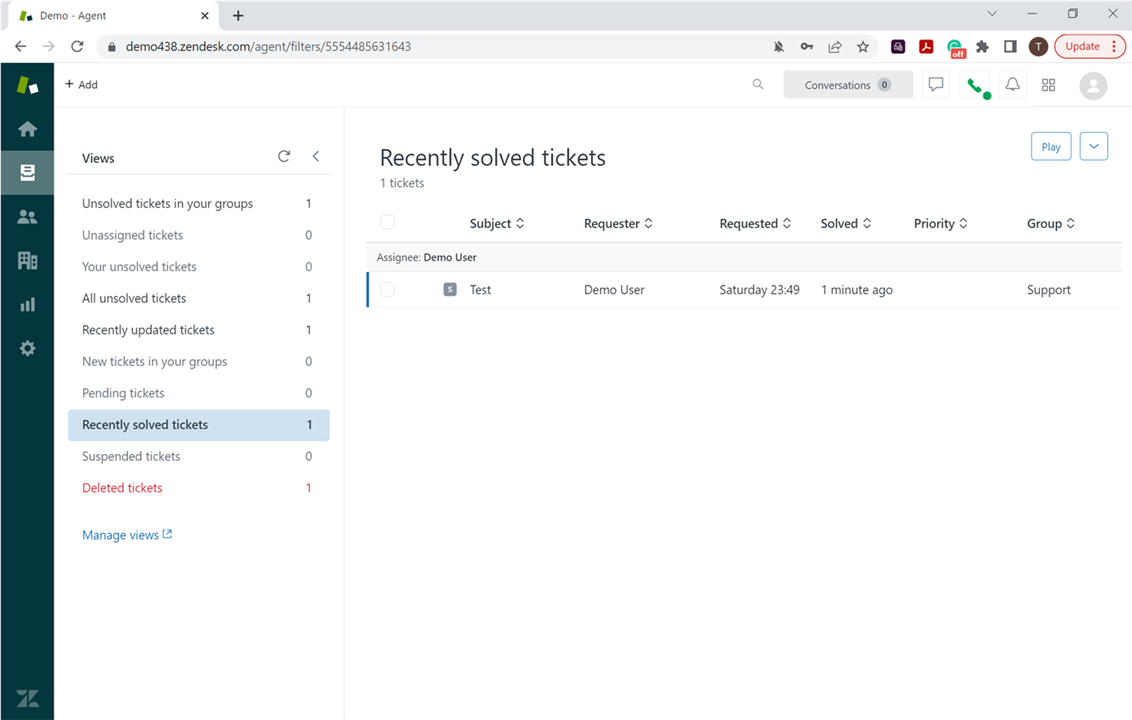 Demo - Agent
demo438.zendesk.com/agent/filters/5554485631643
off
T
Update
+ Add
Conversations 0
Views
Unsolved tickets in your groups 1
Unassigned tickets 0
Your unsolved tickets 0
All unsolved tickets 1
Recently updated tickets 1
New tickets in your groups 0
Pending tickets 0
Recently solved tickets 1
Suspended tickets 0
Deleted tickets 1
Manage views
Recently solved tickets
1 tickets
Play
Subject Requester Requested Solved Priority Group
Assignee: Demo User
S Test Demo User Saturday 23:49 1 minute ago Support